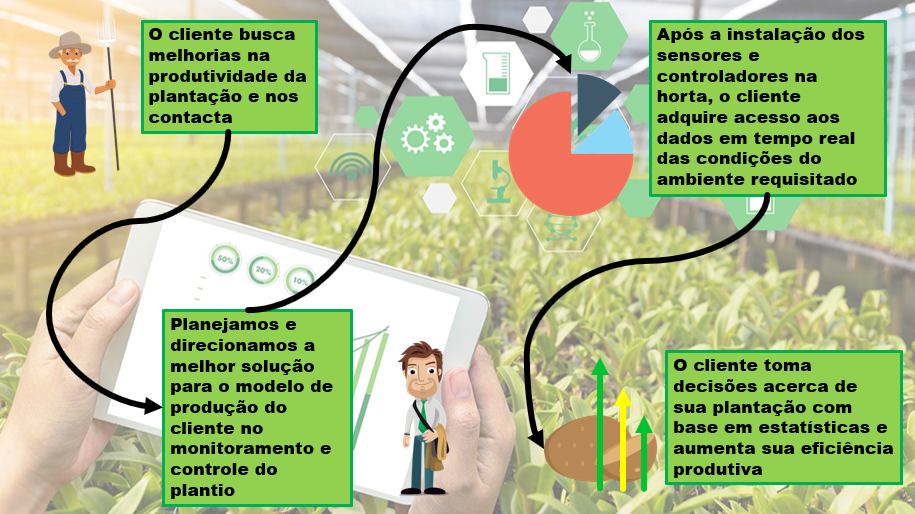 O cliente busca
melhorias na
produtividade da
plantação e nos
contacta
Após a instalação dos
sensores e
controladores na
horta, o cliente
adquire acesso aos
dados em tempo real
das condições do
ambiente requisitado
50%
20%
10%
Planejamos e
direcionamos a
melhor solução
para o modelo de
produção do
cliente no
monitoramento e
controle do
plantio
O cliente toma
decisões acerca de
sua plantação com
base em estatísticas e
aumenta sua eficiência
produtiva